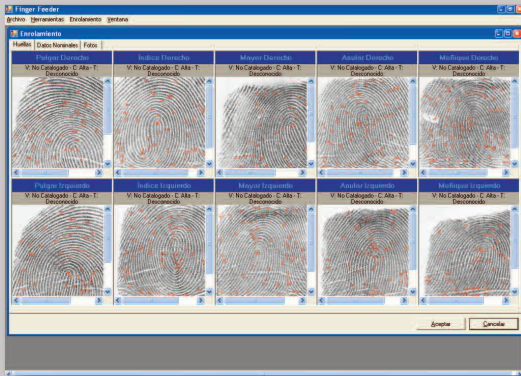 Finger Feeder
Archivo Herramientas Enrolamiento Ventana
Enrolamiento
Huellas Datos Nominales Fotos
Pulgar Derecho Índice Derecho Mayor Derecho Anular Derecho Meñique Derecho
V: No Catalogado - C: Alta - T: V: No Catalogado - C: Alta - T: V: No Catalogado - C: Alta - T: V: No Catalogado - C: Alta - T: V: No Catalogado - C: Alta - T:
Desconocido Desconocido Desconocido Desconocido Desconocido
Pulgar Izquierdo Índice Izquierdo Mayor Izquierdo Anular Izquierdo Meñique Izquierdo
V: No Catalogado - C: Alta - T: V: No Catalogado - C: Alta - T: V: No Catalogado - C: Alta - T: V: No Catalogado - C: Alta - T: V: No Catalogado - C: Alta - T:
Desconocido Desconocido Desconocido Desconocido Desconocido
Aceptar Cancelar